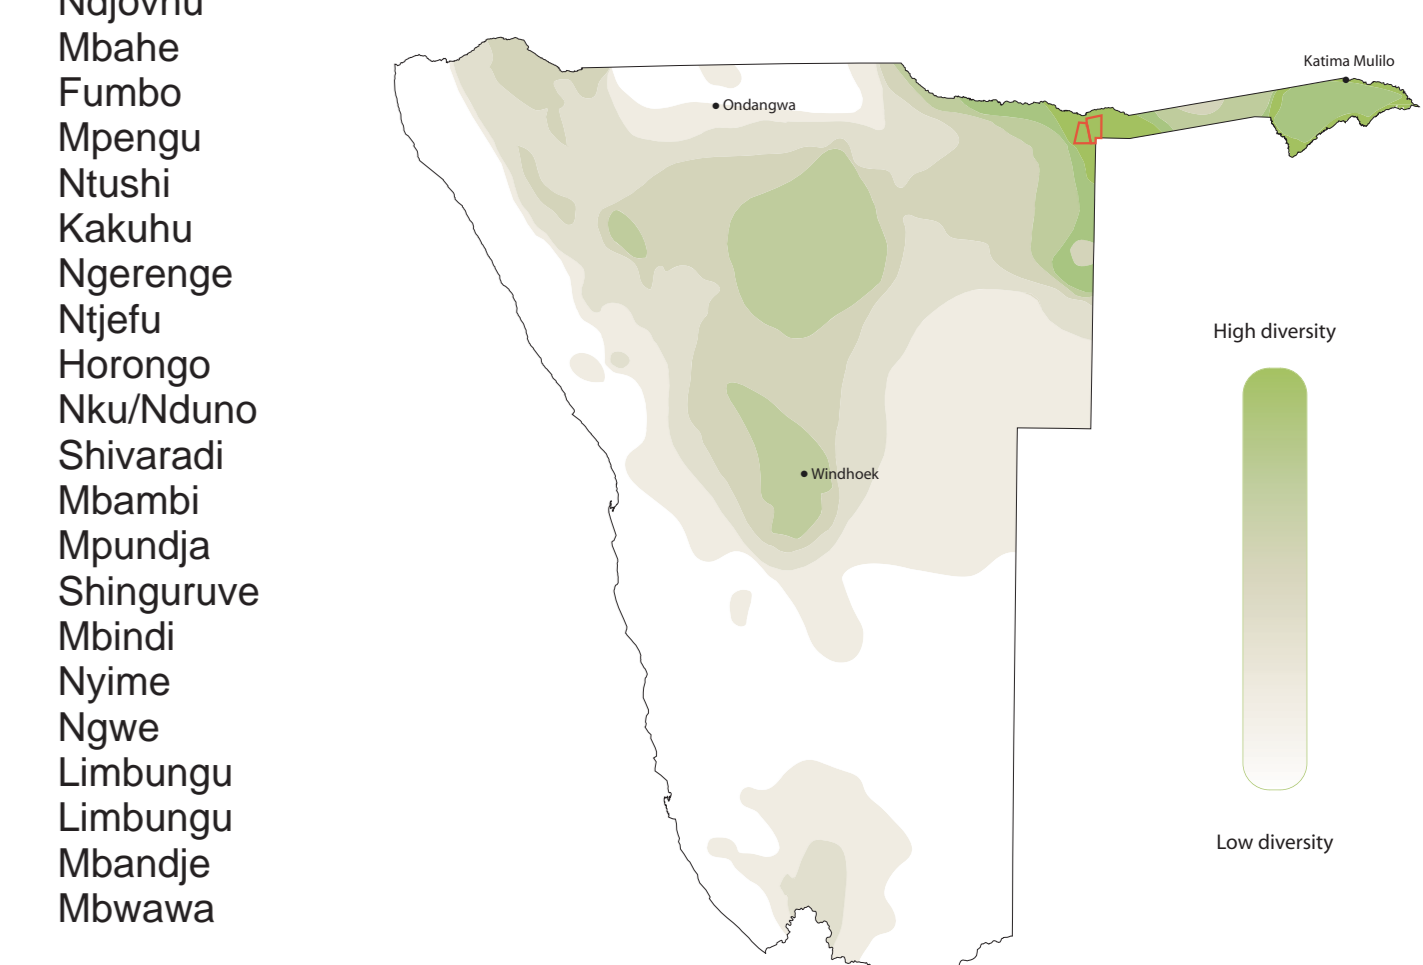 Ndjovhu
Mbahe
Fumbo
Mpengu
Ntushi
Kakuhu
Ngerenge
Ntjefu
Horongo
Nku/Nduno
Shivaradi
Mbambi
Mpundja
Shinguruve
Mbindi
Nyime
Ngwe
Limbungu
Limbungu
Mbandje
Mbwawa
Katima Mulilo
Ondangwa
High diversity
Windhoek
Low diversity